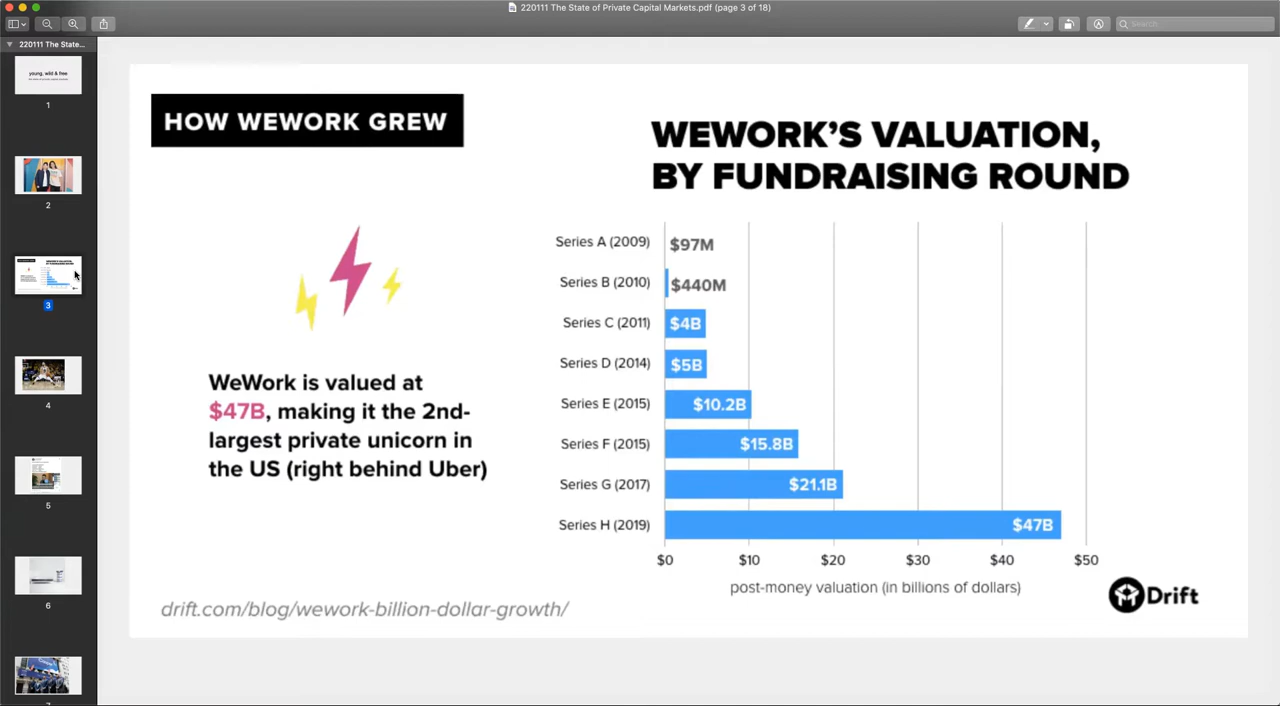 220111 The State of Private Capital Markets.pdf (page 3 of 18)
Search
220111 The State...
young, wild & free
1
2
3
4
5
6
HOW WEWORK GREW
WeWork is valued at
$47B, making it the 2nd-
largest private unicorn in
the US (right behind Uber)
drift.com/blog/wework-billion-dollar-growth/
WEWORK'S VALUATION,
BY FUNDRAISING ROUND
Series A (2009) $97M
Series B (2010) $440M
Series C (2011) $4B
Series D (2014) $5B
Series E (2015) $10.2B
Series F (2015) $15.8B
Series G (2017) $21.1B
Series H (2019) $47B
$0 $10 $20 $30 $40 $50
post-money valuation (in billions of dollars)
Drift